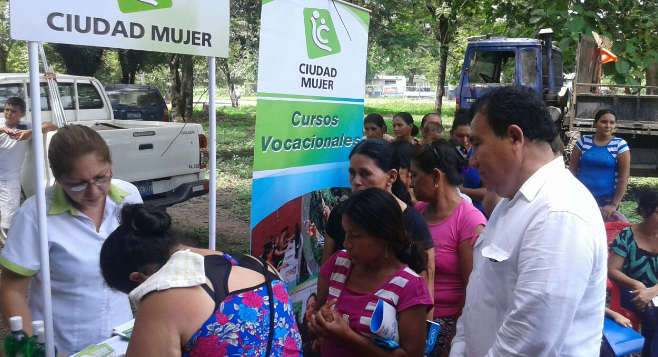 CIUDAD MUJER
CIUDAD
MUJER
Cursos
Vocacionales